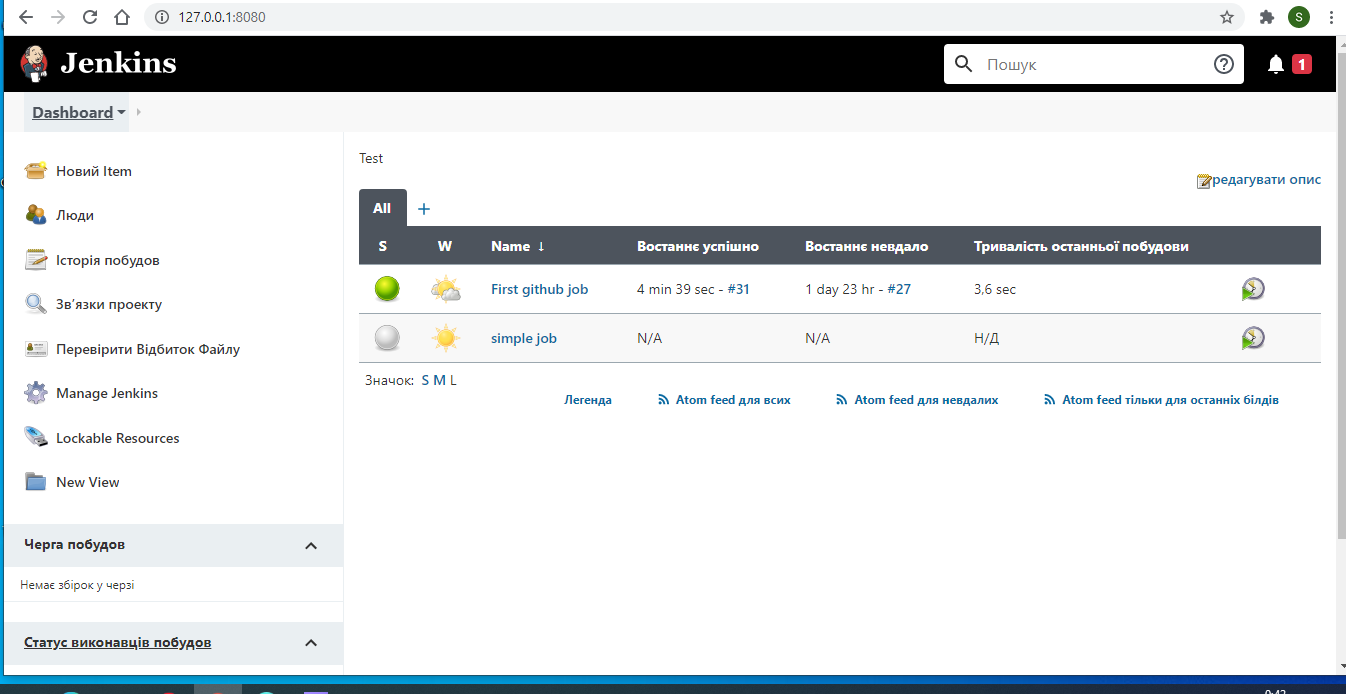 127.0.0.1:8080
S
Jenkins
Пошук
1
Dashboard
Новий Item
Люди
Історія побудов
Зв'язки проекту
Перевірити Відбиток Файлу
Manage Jenkins
Lockable Resources
New View
Черга побудов
Немає збірок у черзі
Статус виконавців побудов
Test
редагувати опис
All +
S W Name ↓ Востаннє успішно Востаннє невдало Тривалість останньої побудови
First github job 4 min 39 sec - #31 1 day 23 hr - #27 3,6 sec
simple job N/A N/A Н/Д
Значок: S M L
Легенда Atom feed для всих Atom feed для невдалих Atom feed тільки для останніх білдів